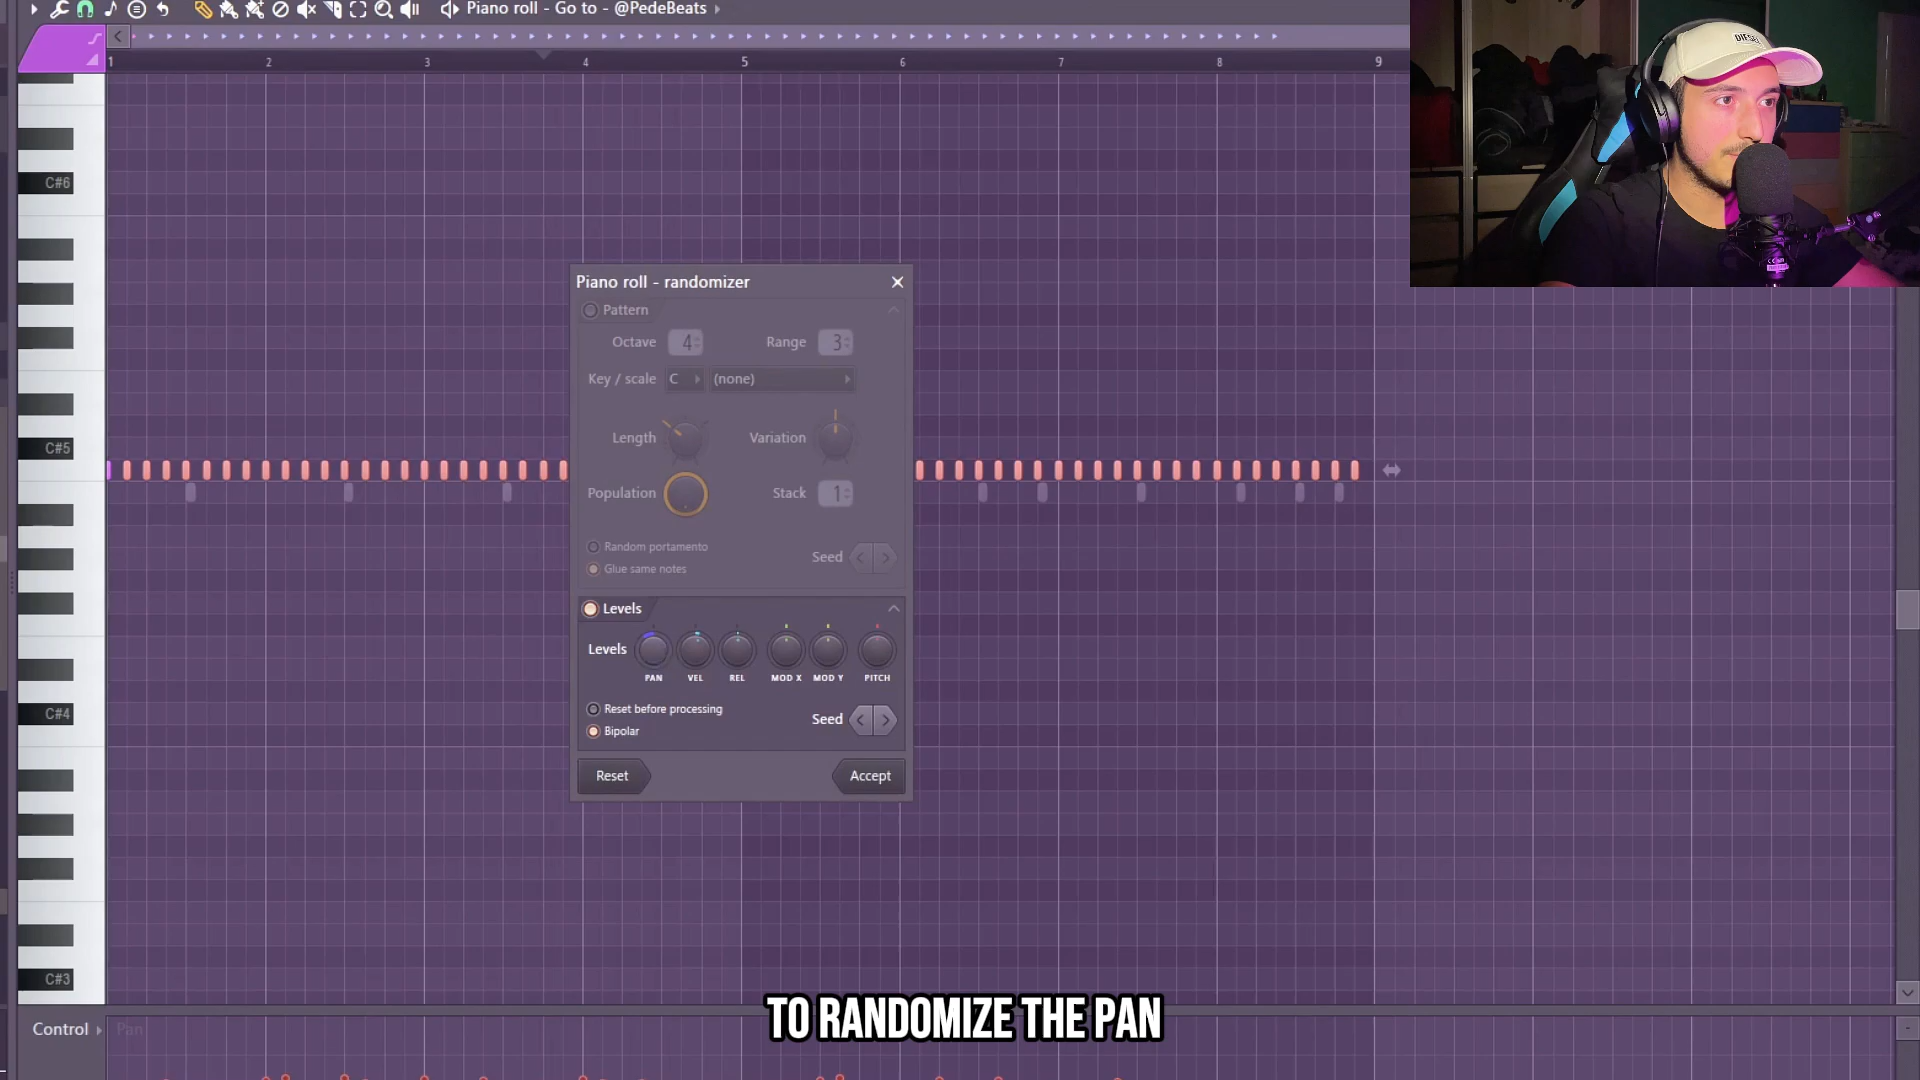 Piano roll - Go to - @PedeBeats
1 2 3 4 5 6 7 8 9
DIESEL
C#6
Piano roll - randomizer
Pattern
Octave 4 Range 3
Key / scale C (none)
C#5
Length Variation
Population Stack 1
Random portamento
Glue same notes
Seed
Levels
Levels
PAN VEL REL MOD X MOD Y PITCH
Reset before processing
Bipolar
Seed
C#4
Reset Accept
C#3
TO RANDOMIZE THE PAN
Control Pan